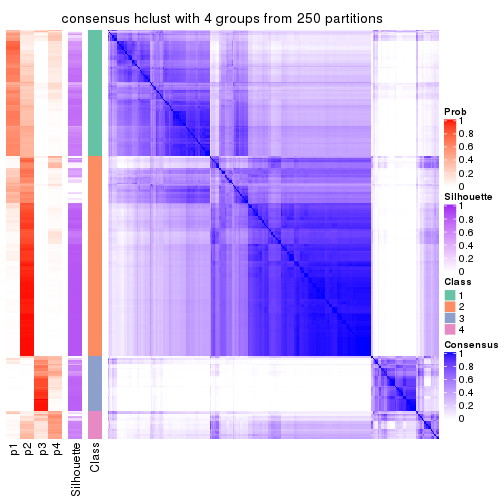 consensus hclust with 4 groups from 250 partitions
Prob
1
0.8
0.6
0.4
0.2
0
Silhouette
1
0.8
0.6
0.4
0.2
0
Class
1
2
3
4
Consensus
1
0.8
0.6
0.4
0.2
0
p1
p2
p3
p4
Silhouette
Class